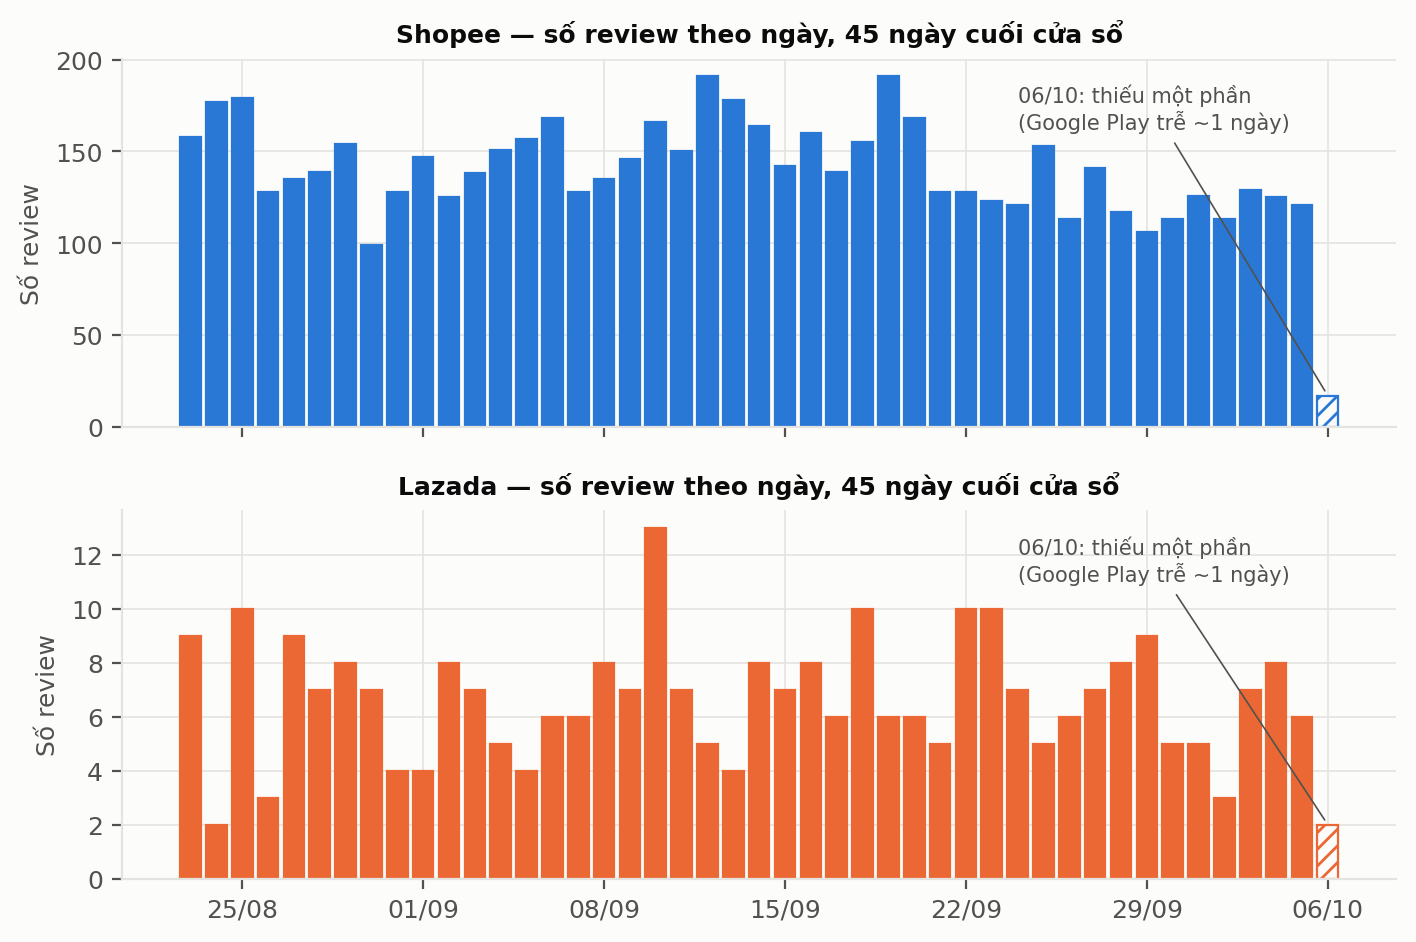 Shopee — số review theo ngày, 45 ngày cuối cửa sổ
Số review
200
150
100
50
0
06/10: thiếu một phần
(Google Play trễ ~1 ngày)
Lazada — số review theo ngày, 45 ngày cuối cửa sổ
Số review
12
10
8
6
4
2
0
06/10: thiếu một phần
(Google Play trễ ~1 ngày)
25/08 01/09 08/09 15/09 22/09 29/09 06/10